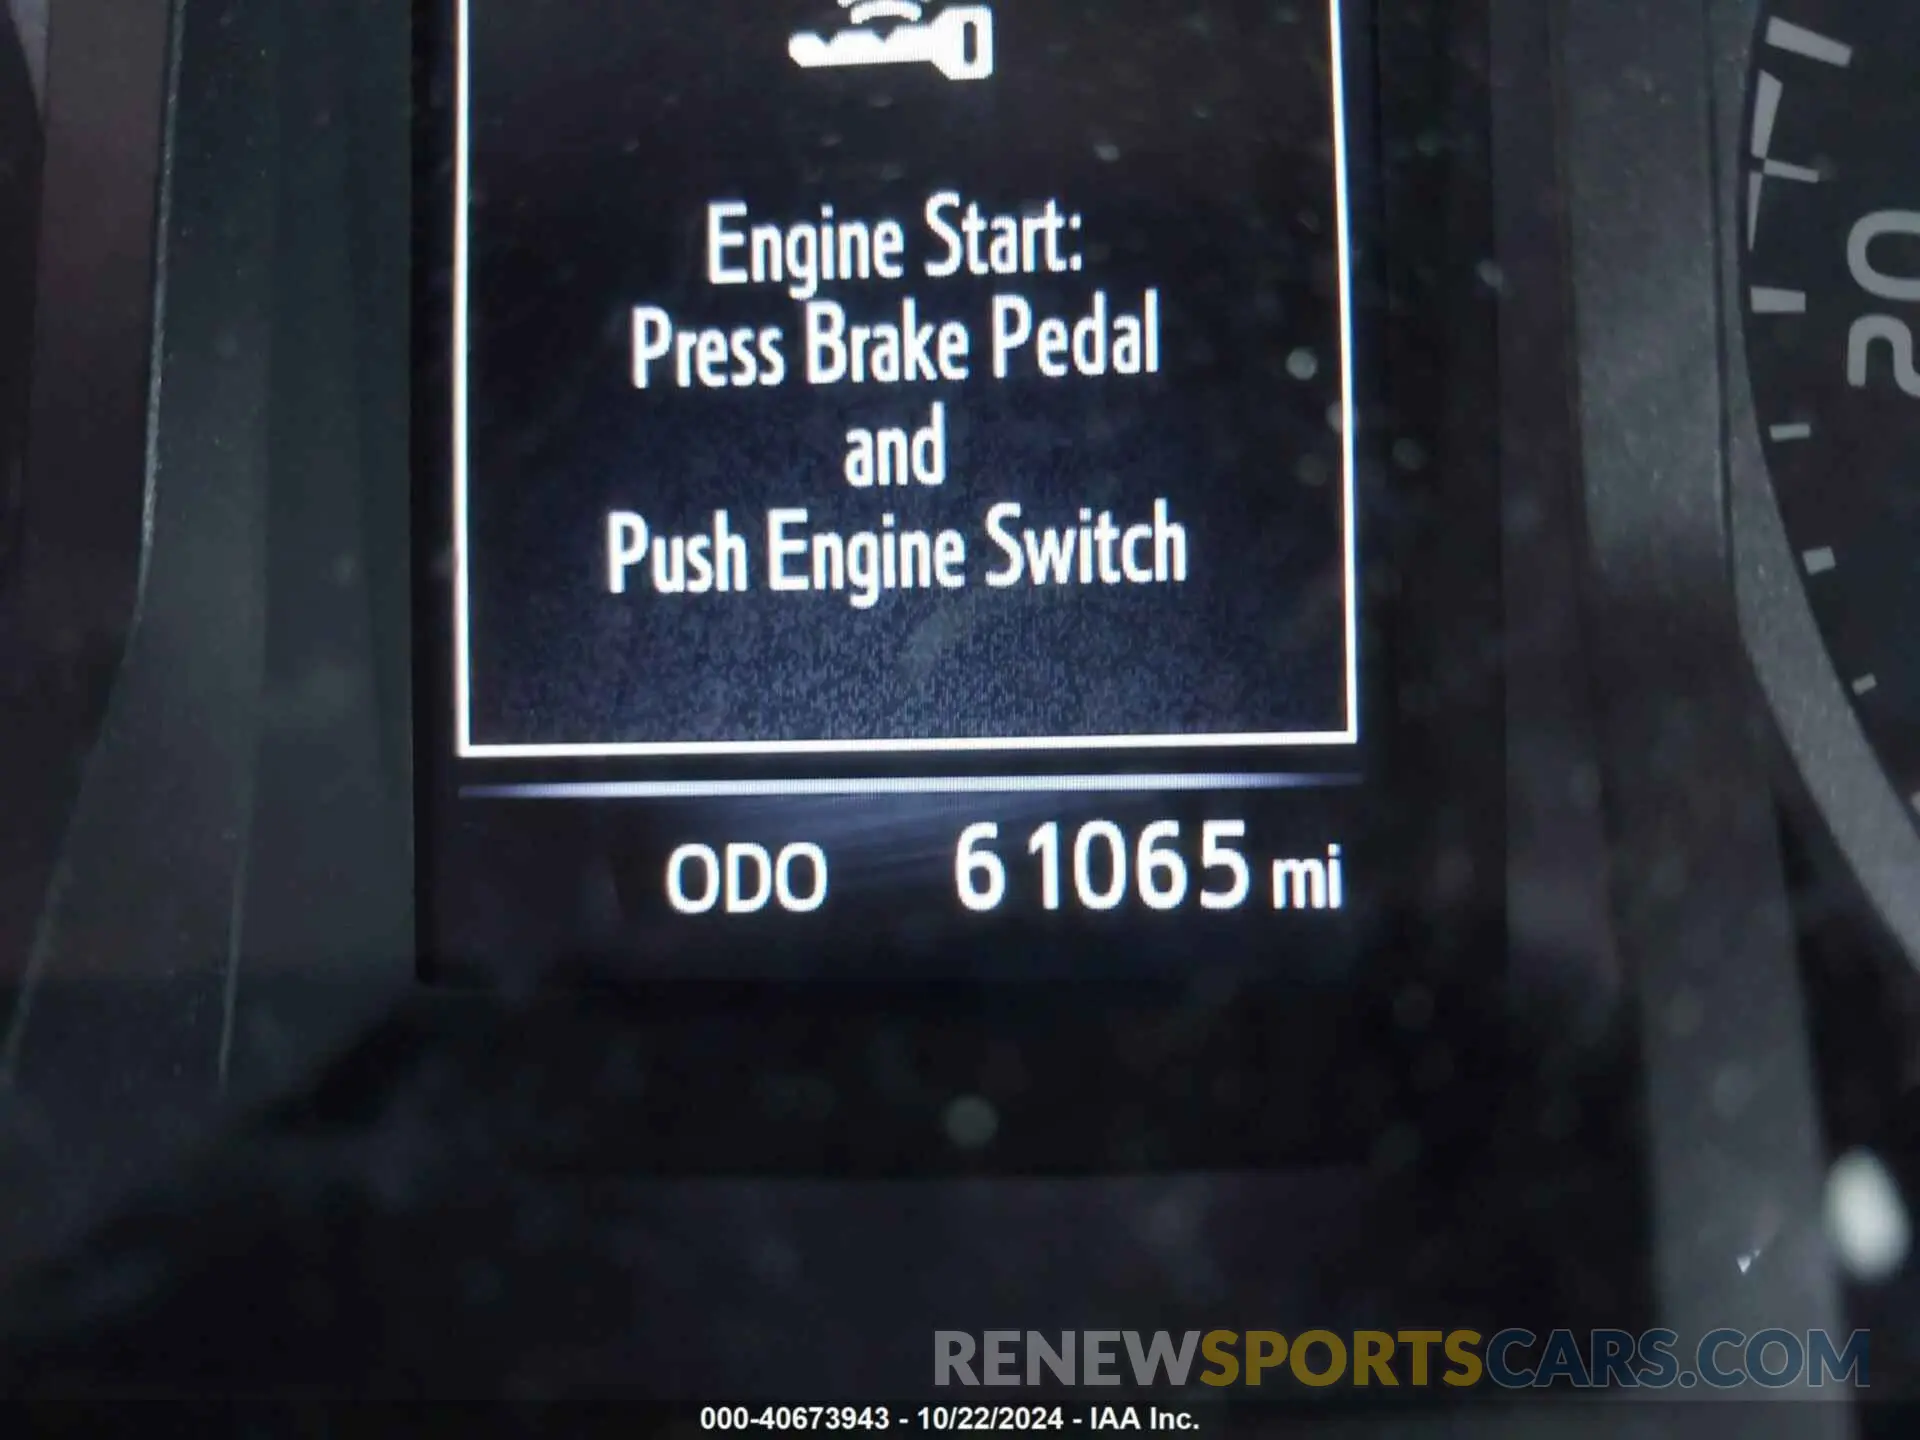 Engine Start:
Press Brake Pedal
and
Push Engine Switch
ODO 61065 mi
20
RENEWSPORTSCARS.COM
000-40673943 - 10/22/2024 - IAA Inc.